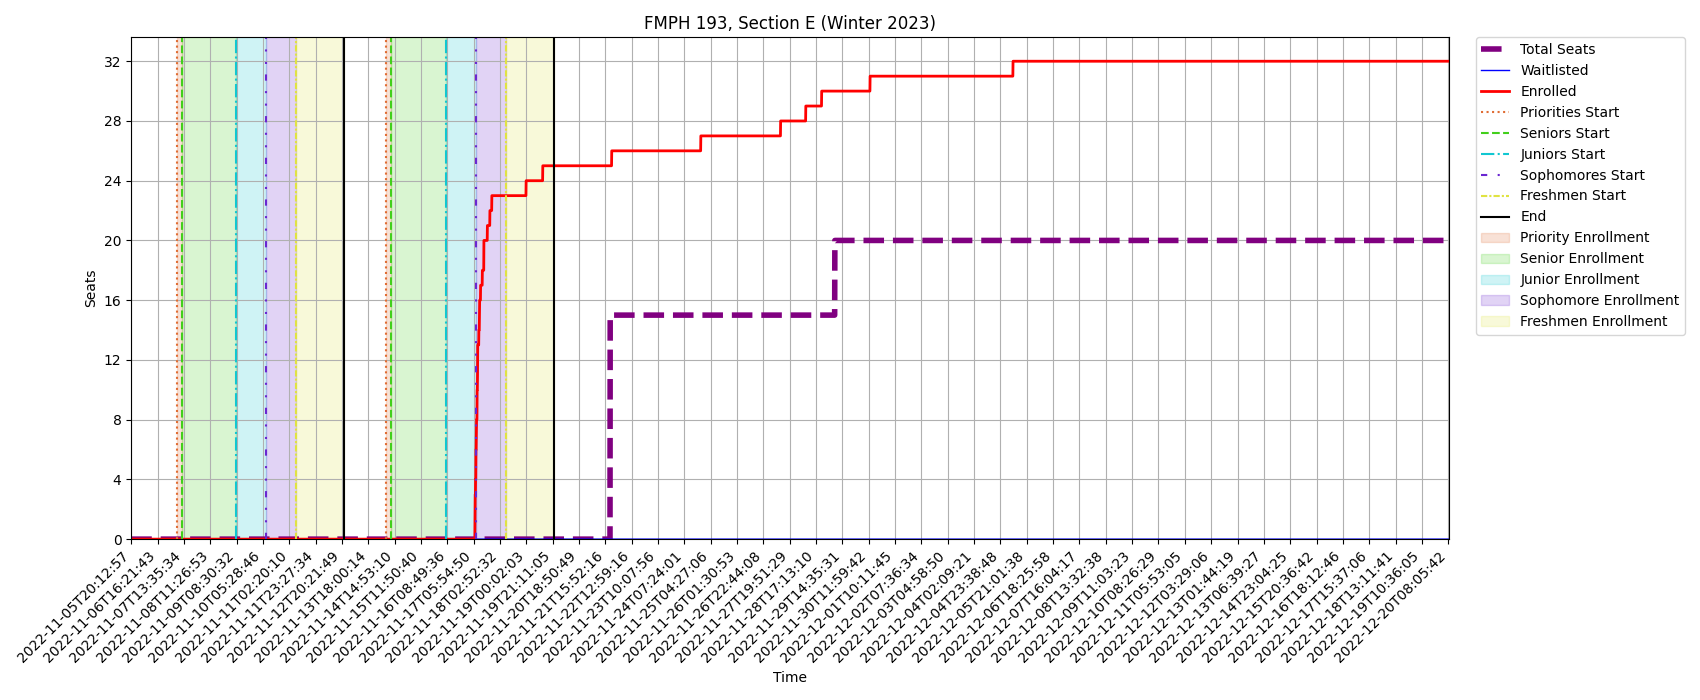 FMPH 193, Section E (Winter 2023)
Seats
32
28
24
20
16
12
8
4
0
2022-11-05T20:12:57
2022-11-06T16:21:43
2022-11-07T13:35:34
2022-11-08T11:26:53
2022-11-09T08:30:32
2022-11-10T05:28:46
2022-11-11T02:20:10
2022-11-11T23:27:34
2022-11-12T20:21:49
2022-11-13T18:00:14
2022-11-14T14:53:10
2022-11-15T11:50:40
2022-11-16T08:49:36
2022-11-17T05:54:50
2022-11-18T02:52:32
2022-11-19T00:02:03
2022-11-19T21:11:05
2022-11-20T18:50:49
2022-11-21T15:52:16
2022-11-22T12:59:16
2022-11-23T10:07:56
2022-11-24T07:24:01
2022-11-25T04:27:06
2022-11-26T01:30:53
2022-11-26T22:44:08
2022-11-27T19:51:29
2022-11-28T17:13:10
2022-11-29T14:35:31
2022-11-30T11:59:42
2022-12-01T10:11:45
2022-12-02T07:36:34
2022-12-03T04:58:50
2022-12-04T02:09:21
2022-12-04T23:38:48
2022-12-05T21:01:38
2022-12-06T18:25:58
2022-12-07T16:04:17
2022-12-08T13:32:38
2022-12-09T11:03:23
2022-12-10T08:26:29
2022-12-11T05:53:05
2022-12-12T03:29:06
2022-12-13T01:44:19
2022-12-13T06:39:27
2022-12-14T23:04:25
2022-12-15T20:36:42
2022-12-16T18:12:46
2022-12-17T15:37:06
2022-12-18T13:11:41
2022-12-19T10:36:05
2022-12-20T08:05:42
Time
Total Seats
Waitlisted
Enrolled
Priorities Start
Seniors Start
Juniors Start
Sophomores Start
Freshmen Start
End
Priority Enrollment
Senior Enrollment
Junior Enrollment
Sophomore Enrollment
Freshmen Enrollment